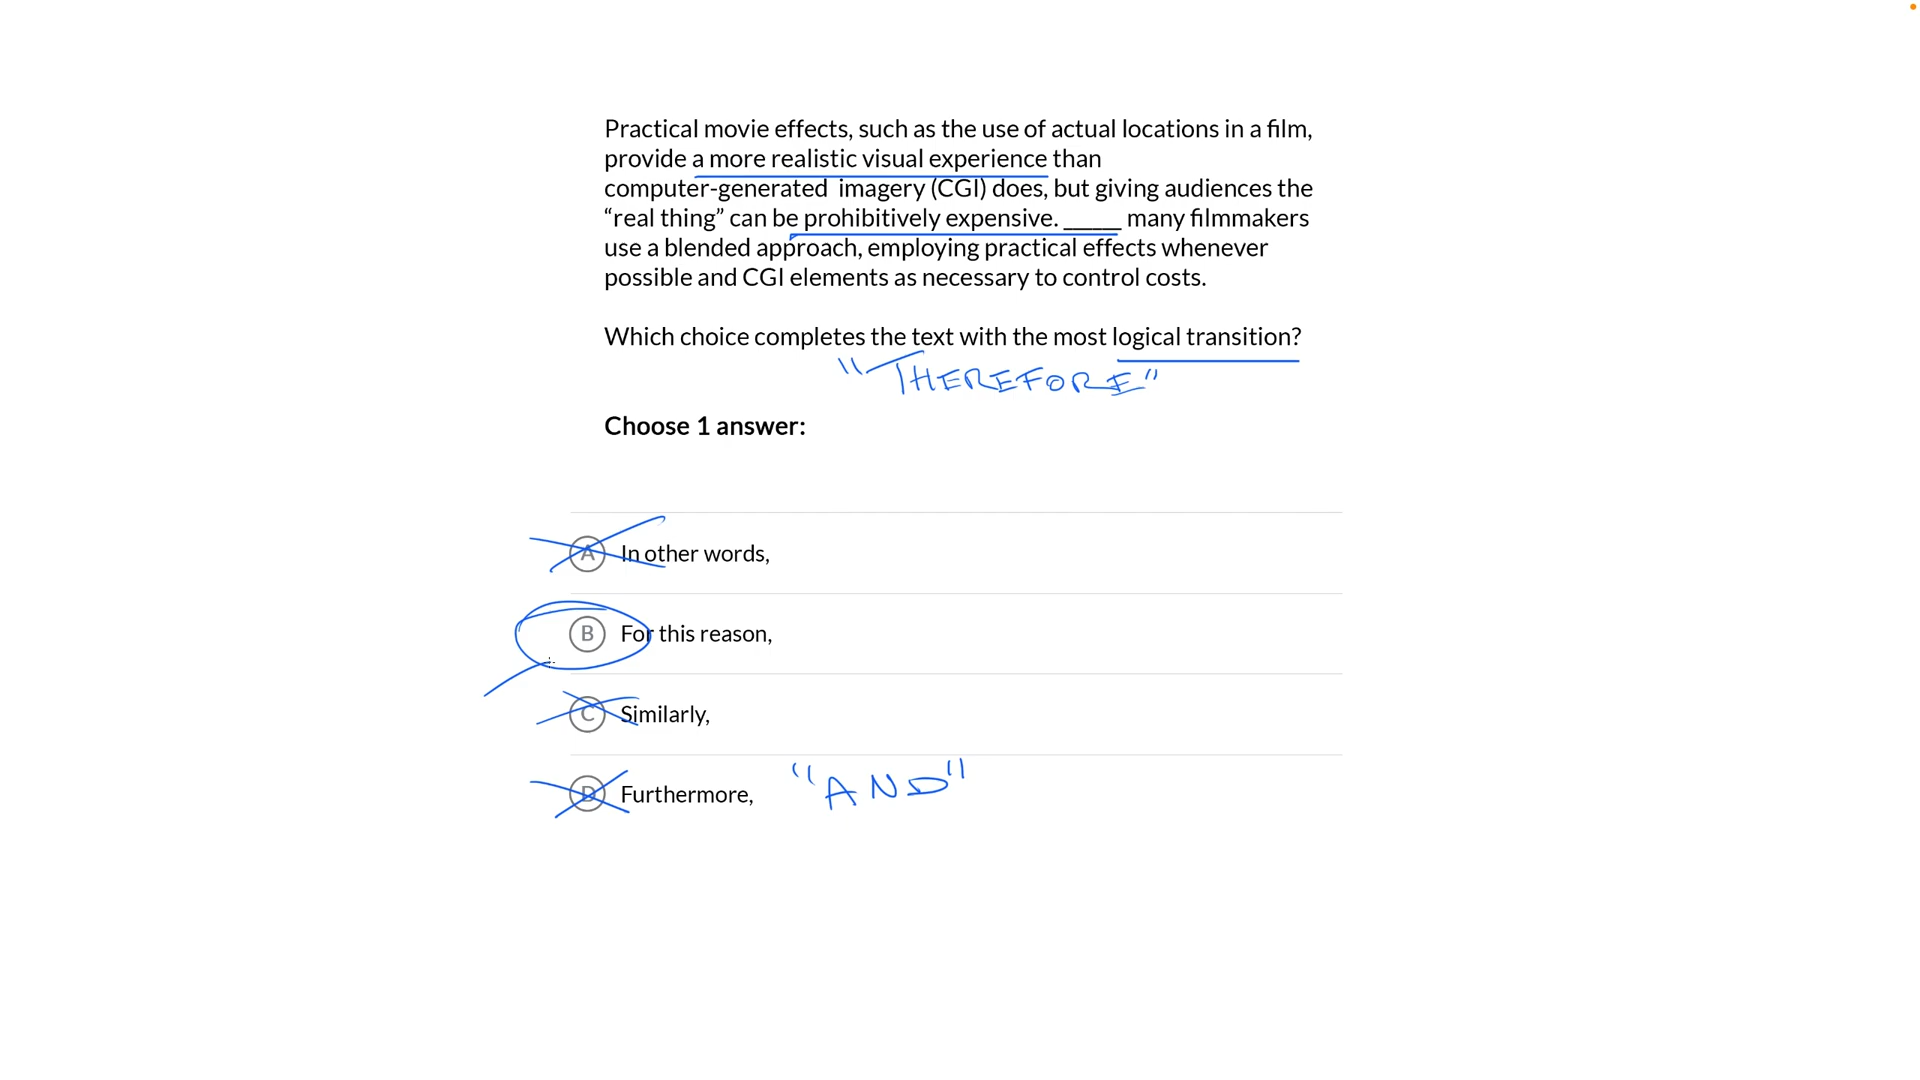 Practical movie effects, such as the use of actual locations in a film,
provide a more realistic visual experience than
computer-generated imagery (CGI) does, but giving audiences the
“real thing” can be prohibitively expensive. _____ many filmmakers
use a blended approach, employing practical effects whenever
possible and CGI elements as necessary to control costs.
Which choice completes the text with the most logical transition?
"THEREFORE"
Choose 1 answer:
A In other words,
B For this reason,
C Similarly,
D Furthermore, "AND"